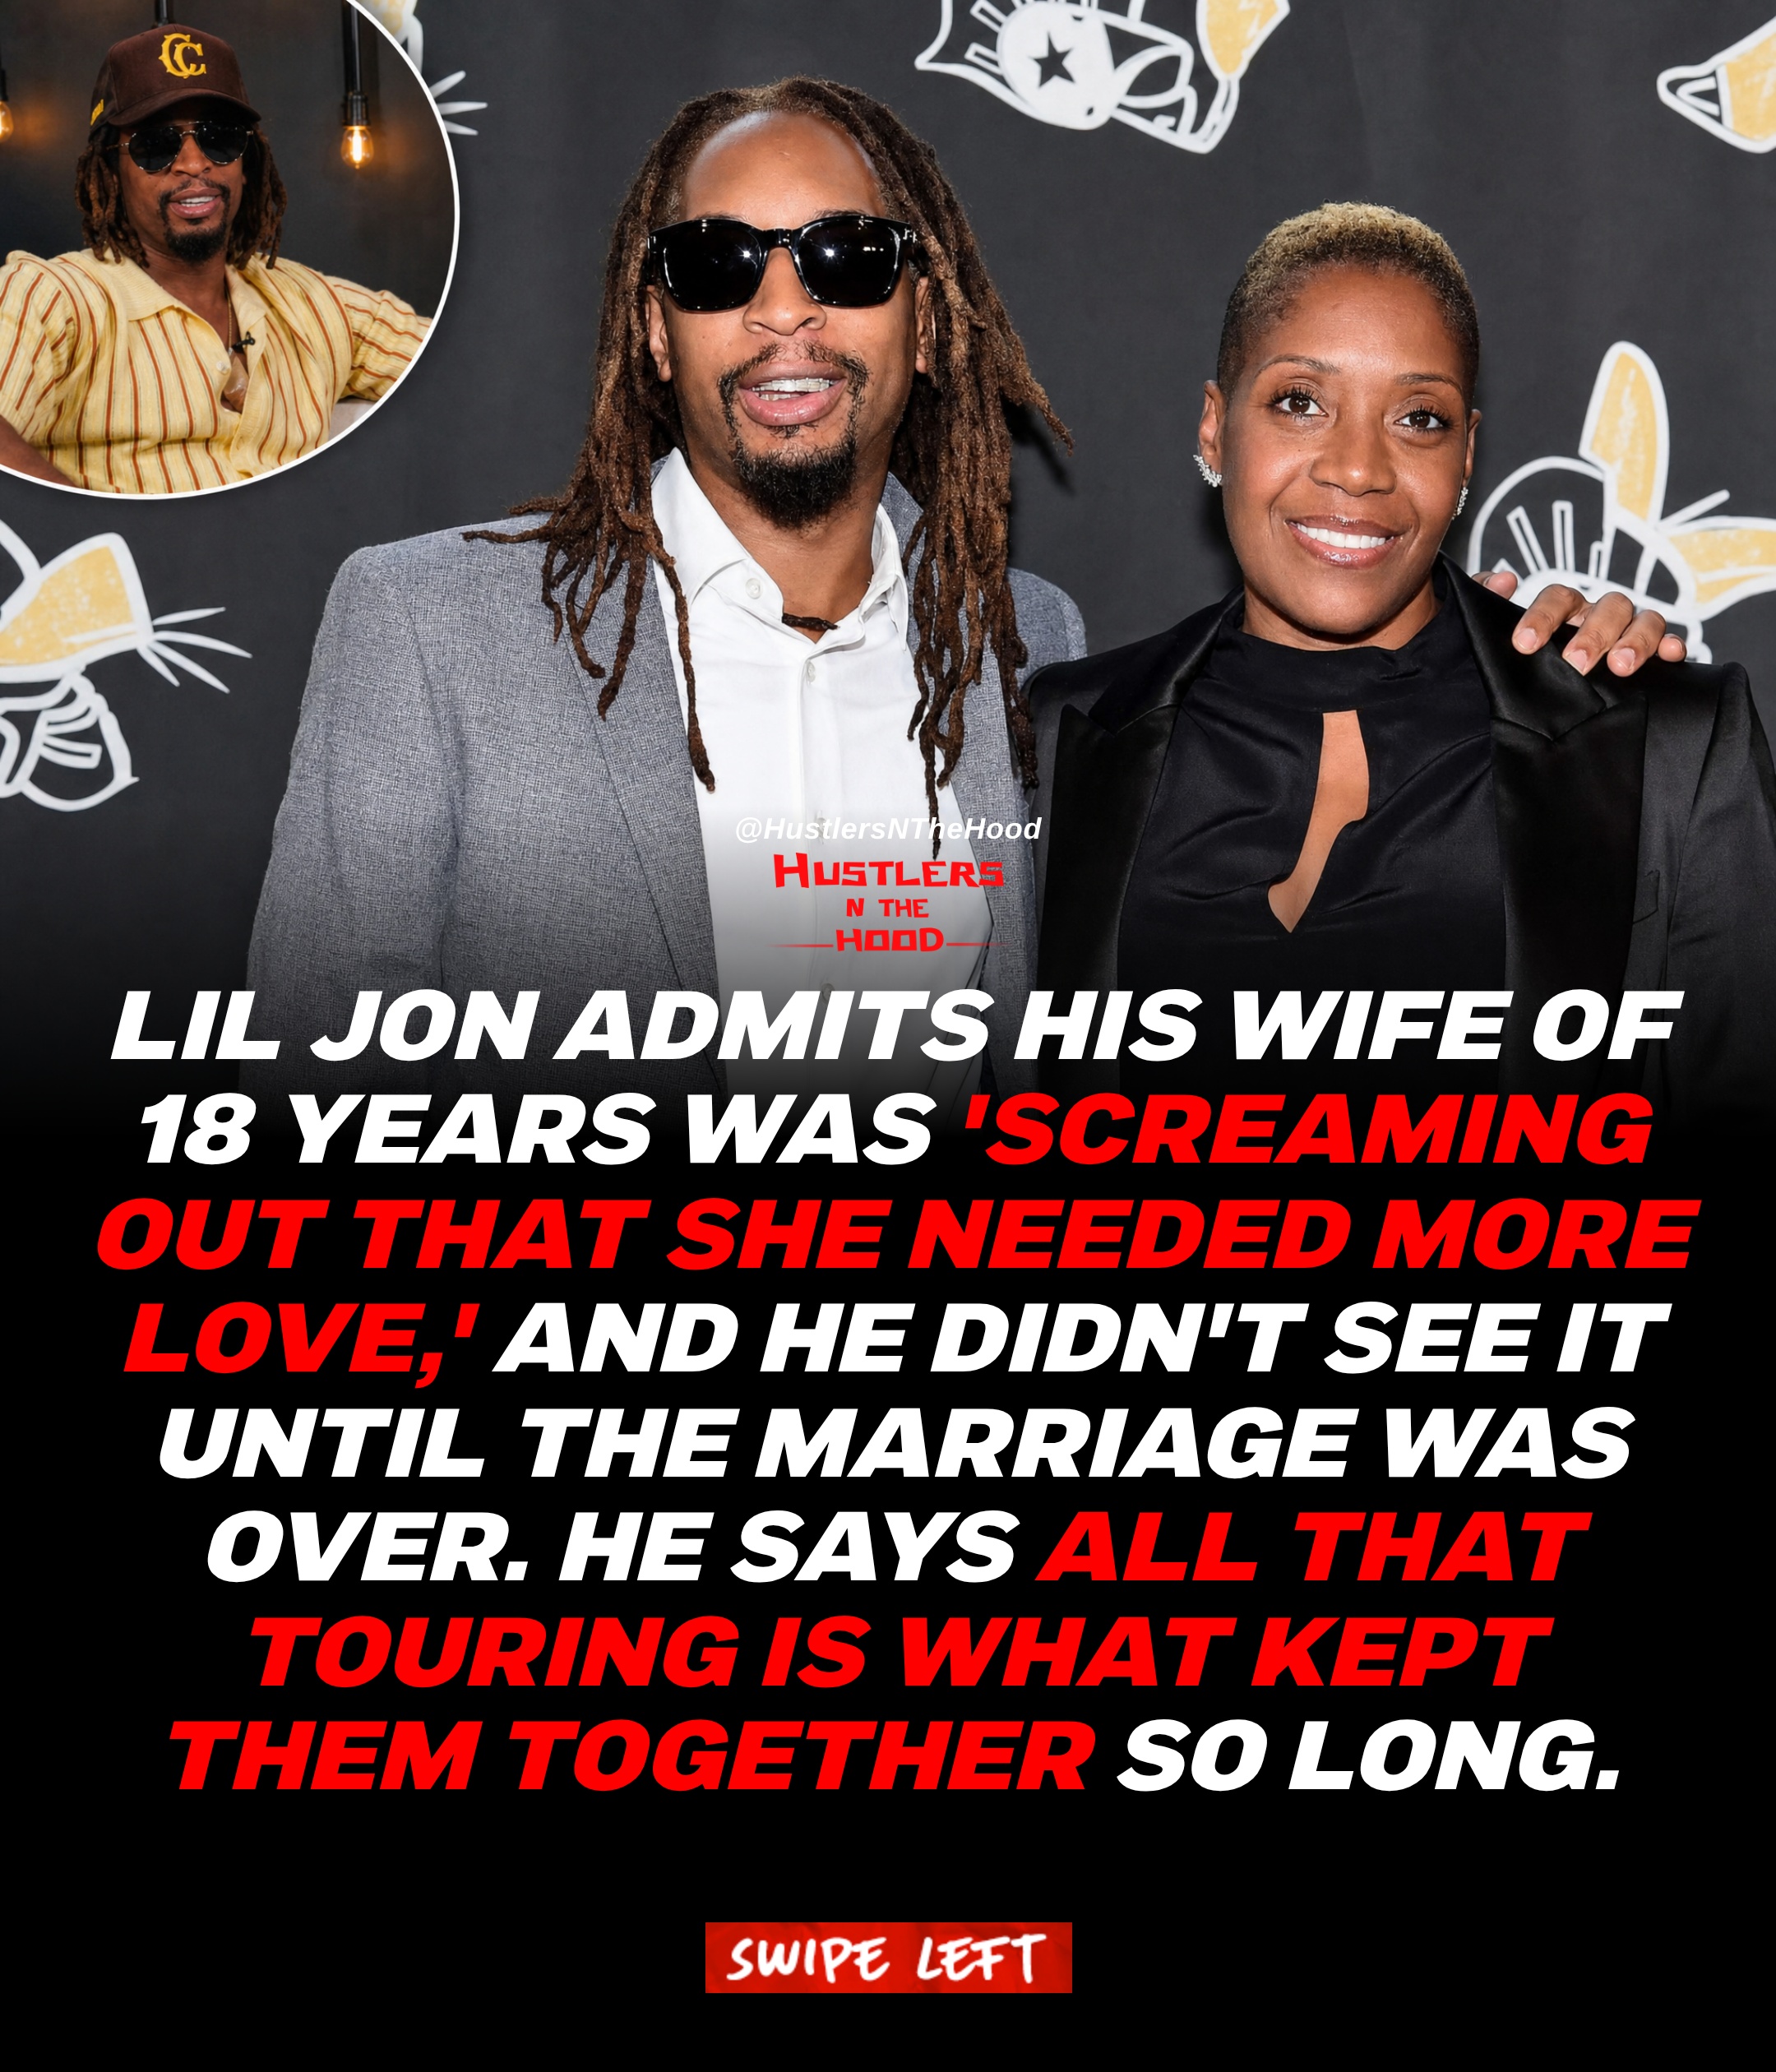 CC
@HustlersNTheHood
HUSTLERS
N THE
HOOD
LIL JON ADMITS HIS WIFE OF
18 YEARS WAS 'SCREAMING
OUT THAT SHE NEEDED MORE
LOVE,' AND HE DIDN'T SEE IT
UNTIL THE MARRIAGE WAS
OVER. HE SAYS ALL THAT
TOURING IS WHAT KEPT
THEM TOGETHER SO LONG.
SWIPE LEFT